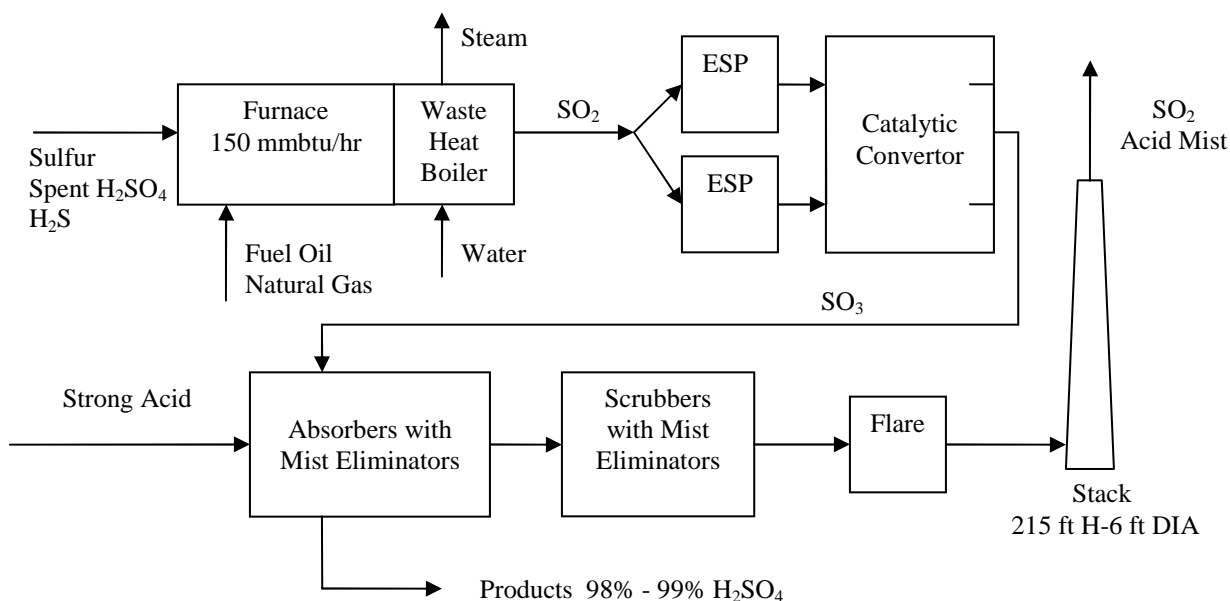 Steam
Furnace
150 mmbtu/hr
Waste
Heat
Boiler
SO2
ESP
ESP
Catalytic
Convertor
SO2
Acid Mist
Sulfur
Spent H2SO4
H2S
Fuel Oil
Natural Gas
Water
SO3
Strong Acid
Absorbers with
Mist Eliminators
Scrubbers
with Mist
Eliminators
Flare
Stack
215 ft H-6 ft DIA
Products 98% - 99% H2SO4